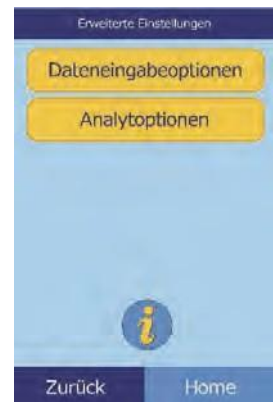 Erweiterte Einstellungen
Dateneingabeoptionen
Analytoptionen
i
Zurück Home